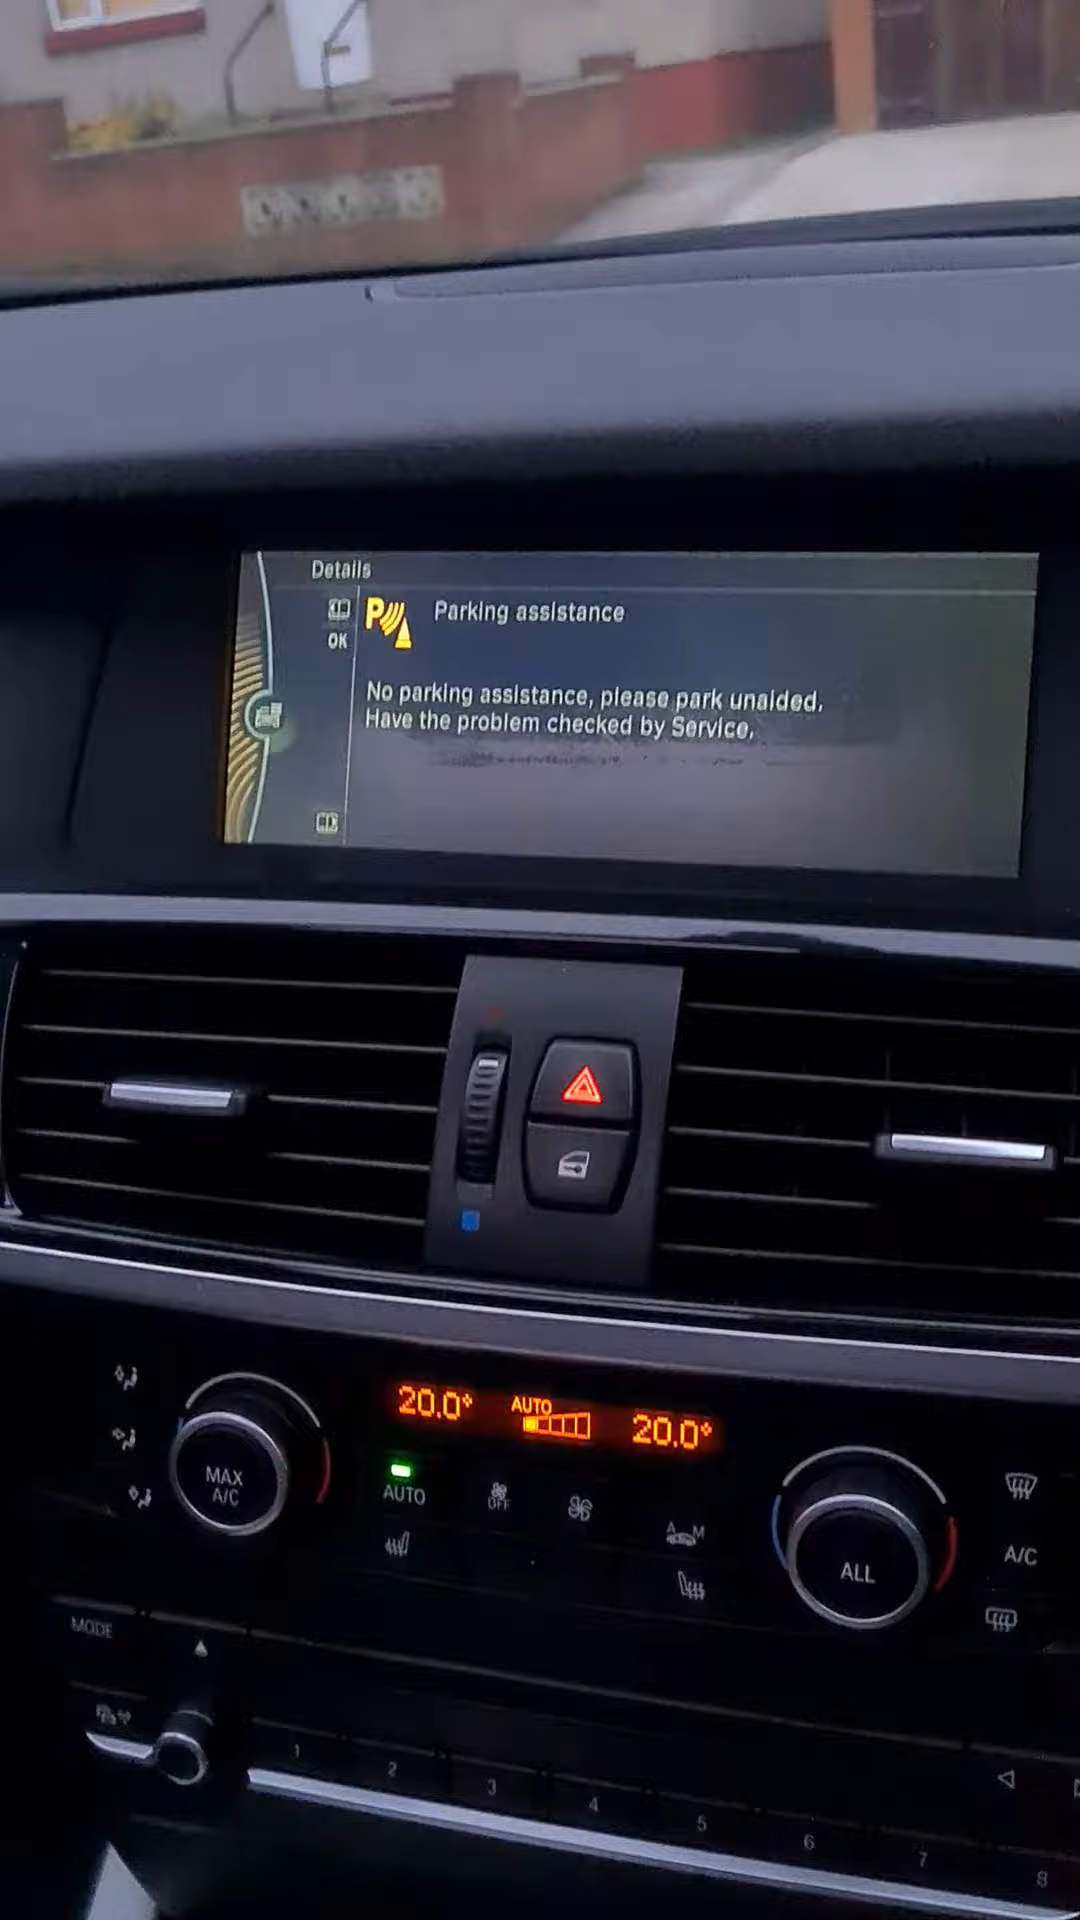 Details
OK
P
Parking assistance
No parking assistance, please park unaided.
Have the problem checked by Service.
20.0°
AUTO
20.0°
MAX
A/C
AUTO
OFF
A
M
ALL
A/C
MODE
1
2
3
4
5
6
7
8